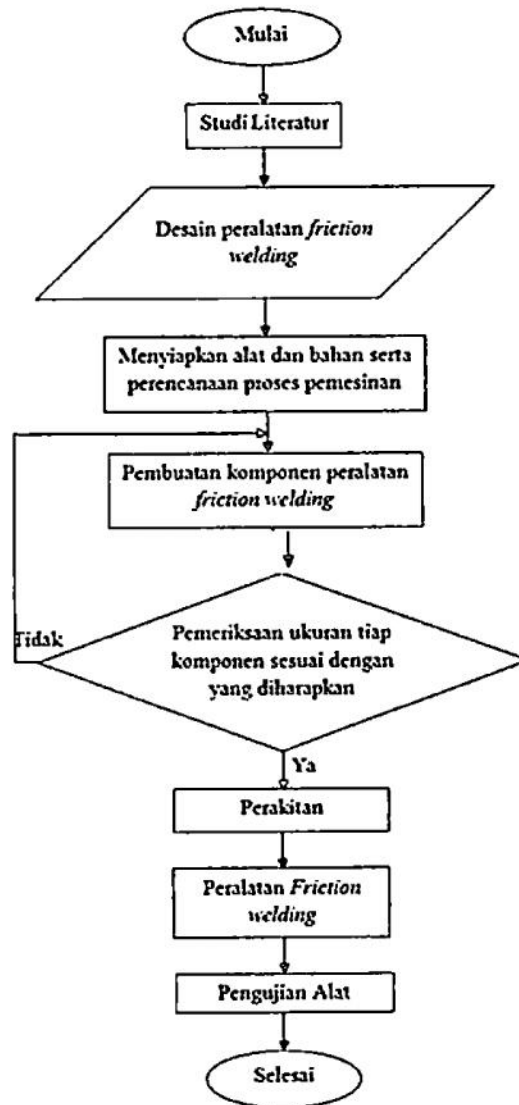 Mulai
Studi Literatur
Desain peralatan friction
welding
Menyiapkan alat dan bahan serta
perencanaan proses pemesinan
Pembuatan komponen peralatan
friction welding
Pemeriksaan ukuran tiap
komponen sesuai dengan
yang diharapkan
Tidak
Ya
Perakitan
Peralatan Friction
welding
Pengujian Alat
Selesai